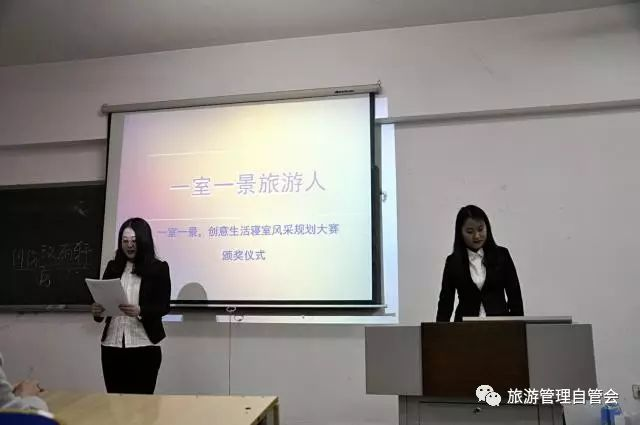 一室一景旅游人
一室一景，创意生活寝室风采规划大赛
颁奖仪式
旅游管理自管会